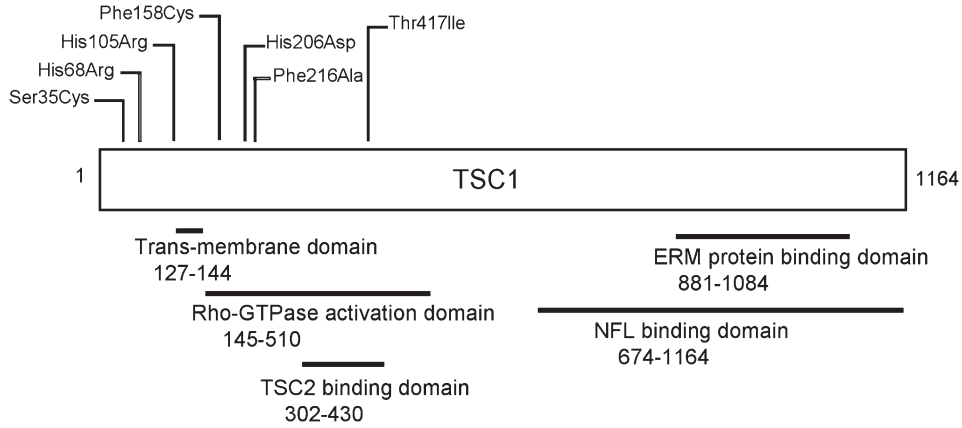 Phe158Cys
Thr417Ile
His105Arg
His206Asp
His68Arg
Phe216Ala
Ser35Cys
1
TSC1
1164
Trans-membrane domain
127-144
ERM protein binding domain
881-1084
Rho-GTPase activation domain
145-510
NFL binding domain
674-1164
TSC2 binding domain
302-430